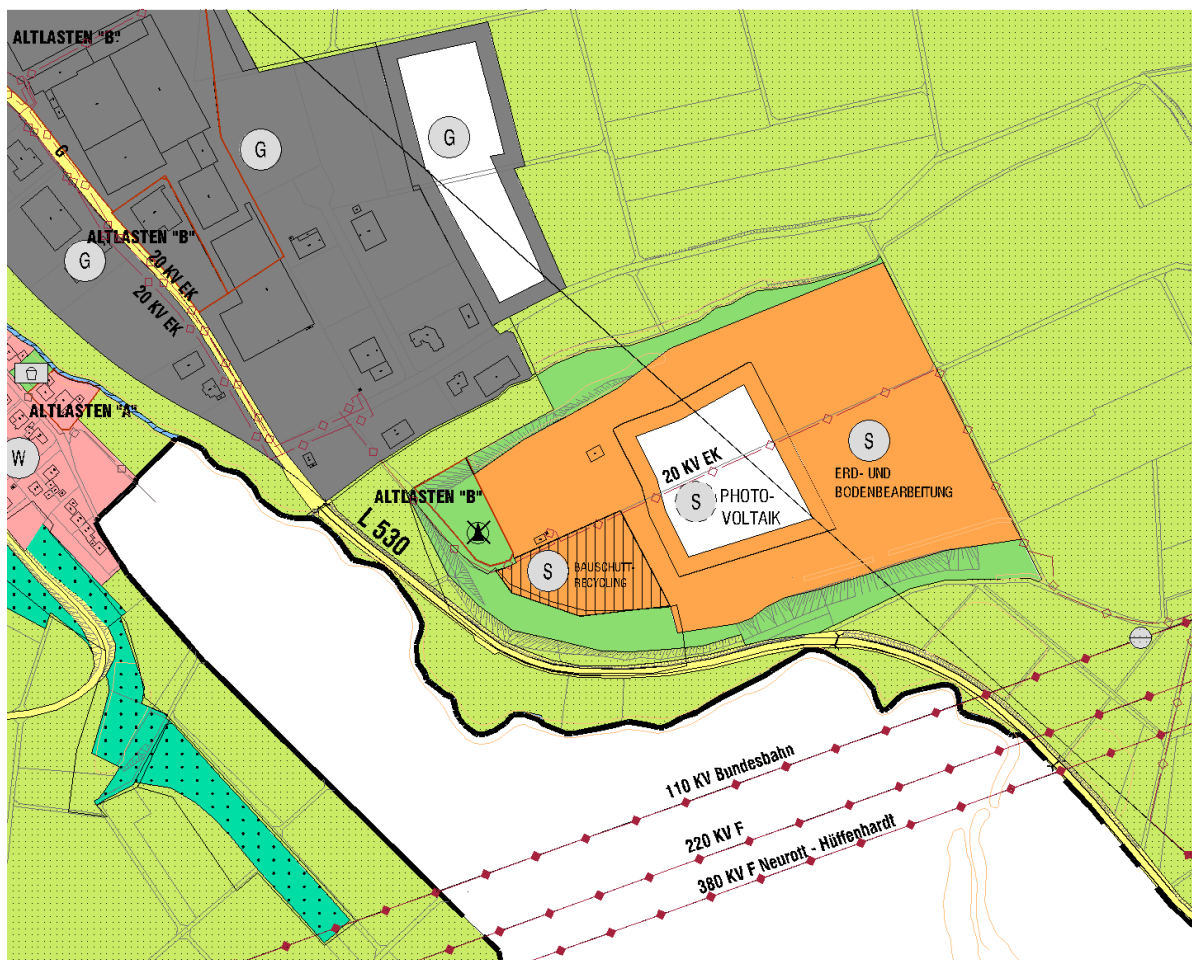 ALTLASTEN "B"
G
G
G
ALTLASTEN "B"
G
20 KV EK
20 KV EK
ALTLASTEN "A"
W
S
ERD- UND
BODENBEARBEITUNG
20 KV EK
S
PHOTO-
VOLTAIK
ALTLASTEN "B"
L 530
S
BAUSCHUTT-
RECYCLING
110 KV Bundesbahn
220 KV F
380 KV F Neurott - Hüffenhardt